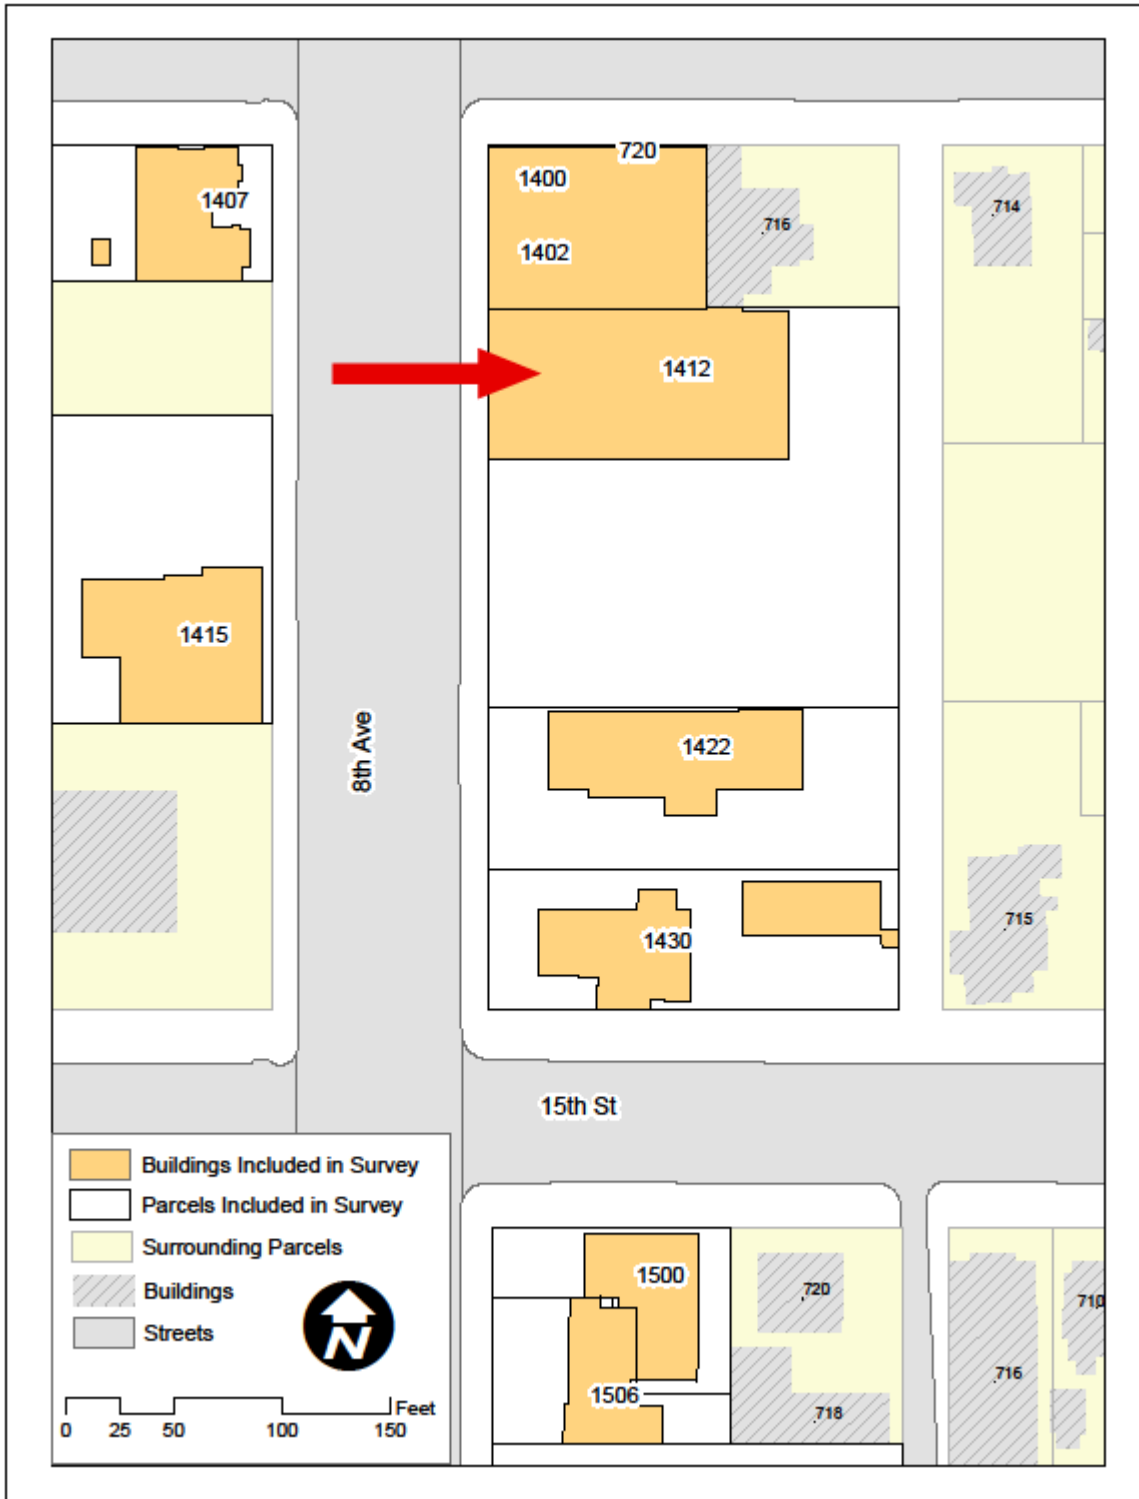 720
1400
1407
716
714
1402
1412
1415
8th Ave
1422
715
1430
15th St
Buildings Included in Survey
Parcels Included in Survey
Surrounding Parcels
Buildings
Streets
N
Feet
0 25 50 100 150
1500
720
710
716
1506
718